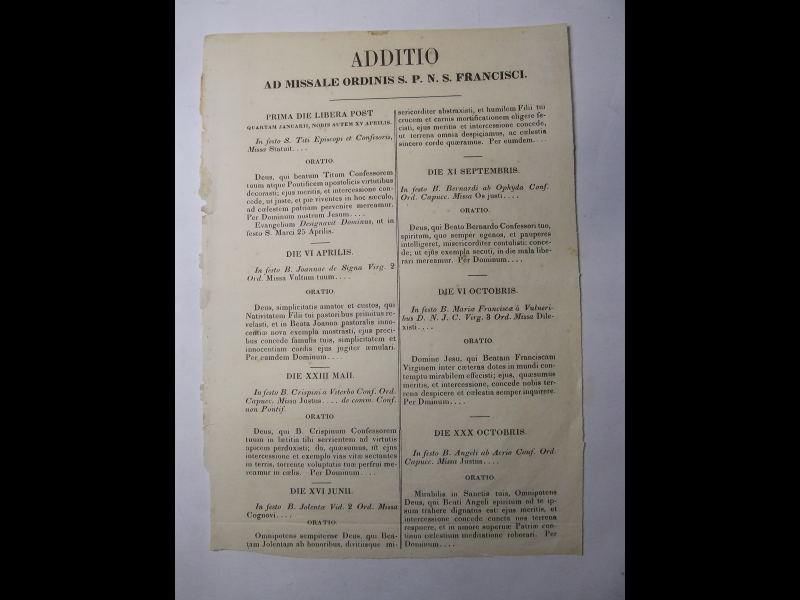 ADDITIO
AD MISSALE ORDINIS S. P. N. S. FRANCISCI.
PRIMA DIE LIBERA POST
QUARTAM JANUARII, NOBIS AUTEM XV APRILIS.
In festo S. Titi Episcopi et Confesoris,
Missa Statuit....
ORATIO.
Deus, qui beatum Titum Confessorem
tuum atque Pontificem apostolicis virtutibus
decorasti; ejus meritis, et intercessione con-
cede, ut juste, et pie viventes in hoc sæculo,
ad cœlestem patriam pervenire mereamur.
Per Dominum nostrum Jesum....
Evangelium Designavit Dominus, ut in
festo S. Marci 25 Aprilis.
DIE VI APRILIS.
In festo B. Joannae de Signa Virg. 2
Ord. Missa Vultum tuum....
ORATIO
Deus, simplicitatis amator et custos, qui
Nativitatem Filii tui pastoribus primitus re-
velasti, et in Beata Joanna pastoralis inno-
centiæ nova exempla mostrasti, ejus preci-
bus concede famulis tuis, simplicitatem et
innocentiam cordis ejus jugiter æmulari.
Per eumdem Dominum....
DIE XXIII MAII.
In festo B. Crispini a Viterbo Conf. Ord.
Capucc. Missa Justus.... de comm. Conf.
non Pontif.
ORATIO.
Deus, qui B. Crispinum Confessorem
tuum in lætitia tibi servientem ad virtutis
apicem perduxisti; da, quæsumus, ut ejus
intercessione et exemplo vias vitæ sectantes
in terris, torrente voluptatis tuæ perfrui me-
reamur in cœlis. Per Dominum....
DIE XVI JUNII.
In festo B. Jolentæ Vid. 2 Ord. Missa
Cognovi....
ORATIO.
Omnipotens sempiterne Deus, qui Bea-
tam Jolentam ab honoribus, divitiisque mi-
sericorditer abstraxisti, et humilem Filii tui
crucem et carnis mortificationem eligere fe-
cisti, ejus meritis et intercessione concede,
ut terrena omnia despiciamus, ac cœlestia
sincero corde quæramus. Per eumdem....
DIE XI SEPTEMBRIS.
In festo B. Bernardi ab Ophyda Conf.
Ord. Capucc. Missa Os justi....
ORATIO:
Deus, qui Beato Bernardo Confessori tuo,
spiritum, quo semper egenos, et pauperes
intelligeret, misericorditer contulisti: conce-
de; ut ejus exempla secuti, in die mala libe-
rari mereamur. Per Dominum....
DIE VI OCTOBRIS.
In festo B. Maria Franciscæ à Vulneri-
bus D. N. J. C. Virg. 3 Ord. Missa Dile-
xisti....
ORATIO.
Domine Jesu, qui Beatam Franciscam
Virginem inter cæteras dotes in mundi con-
temptu mirabilem effecisti; ejus, quæsumus
meritis, et intercessione, concede nobis ter-
rena despicere et cœlestia semper inquirere.
Per Dminum....
DIE XXX OCTOBRIS.
In festo B. Angeli ab Acrio Conf. Ord.
Capucc. Missa Justus....
ORATIO.
Mirabilis in Sanctis tuis, Omnipotens
Deus, qui Beati Angeli spiritum ad te ip-
sum trahere dignatus est: ejus meritis, et
intercessione concede cuncta nos terrena
respuere, et in amore supernæ Patriæ con-
tinua cœlestium meditatione roborari. Per
Dominum....